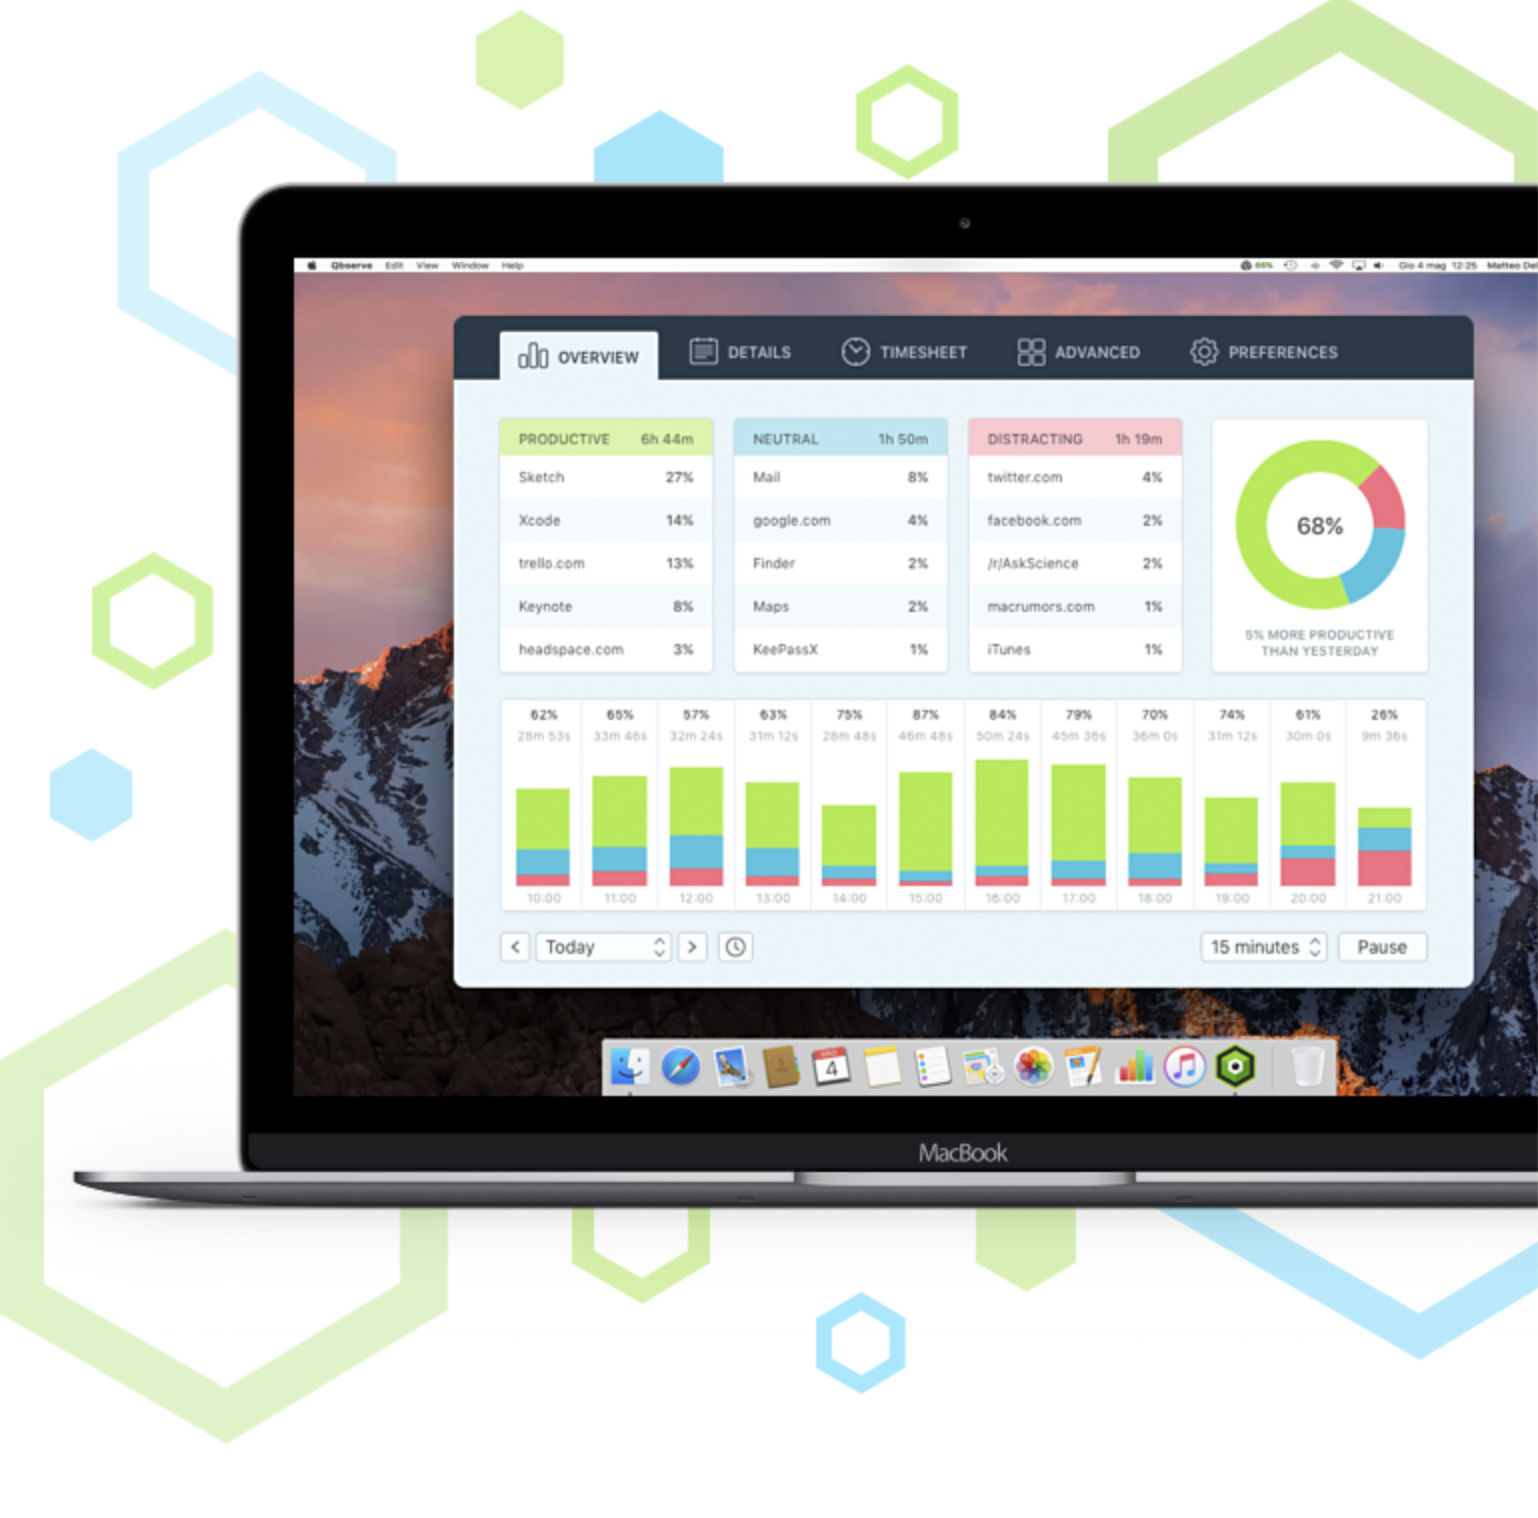 Qbserve Edit View Window Help
66% Gio 4 mag 12:25 Matteo Del
OVERVIEW DETAILS TIMESHEET ADVANCED PREFERENCES
PRODUCTIVE 6h 44m
Sketch 27%
Xcode 14%
trello.com 13%
Keynote 8%
headspace.com 3%
NEUTRAL 1h 50m
Mail 8%
google.com 4%
Finder 2%
Maps 2%
KeePassX 1%
DISTRACTING 1h 19m
twitter.com 4%
facebook.com 2%
/r/AskScience 2%
macrumors.com 1%
iTunes 1%
68%
5% MORE PRODUCTIVE
THAN YESTERDAY
62% 65% 57% 63% 75% 87% 84% 79% 70% 74% 61% 26%
28m 53s 33m 46s 32m 24s 31m 12s 28m 48s 46m 48s 50m 24s 45m 36s 36m 0s 31m 12s 30m 0s 9m 36s
10:00 11:00 12:00 13:00 14:00 15:00 16:00 17:00 18:00 19:00 20:00 21:00
< Today > 15 minutes Pause
4
MacBook